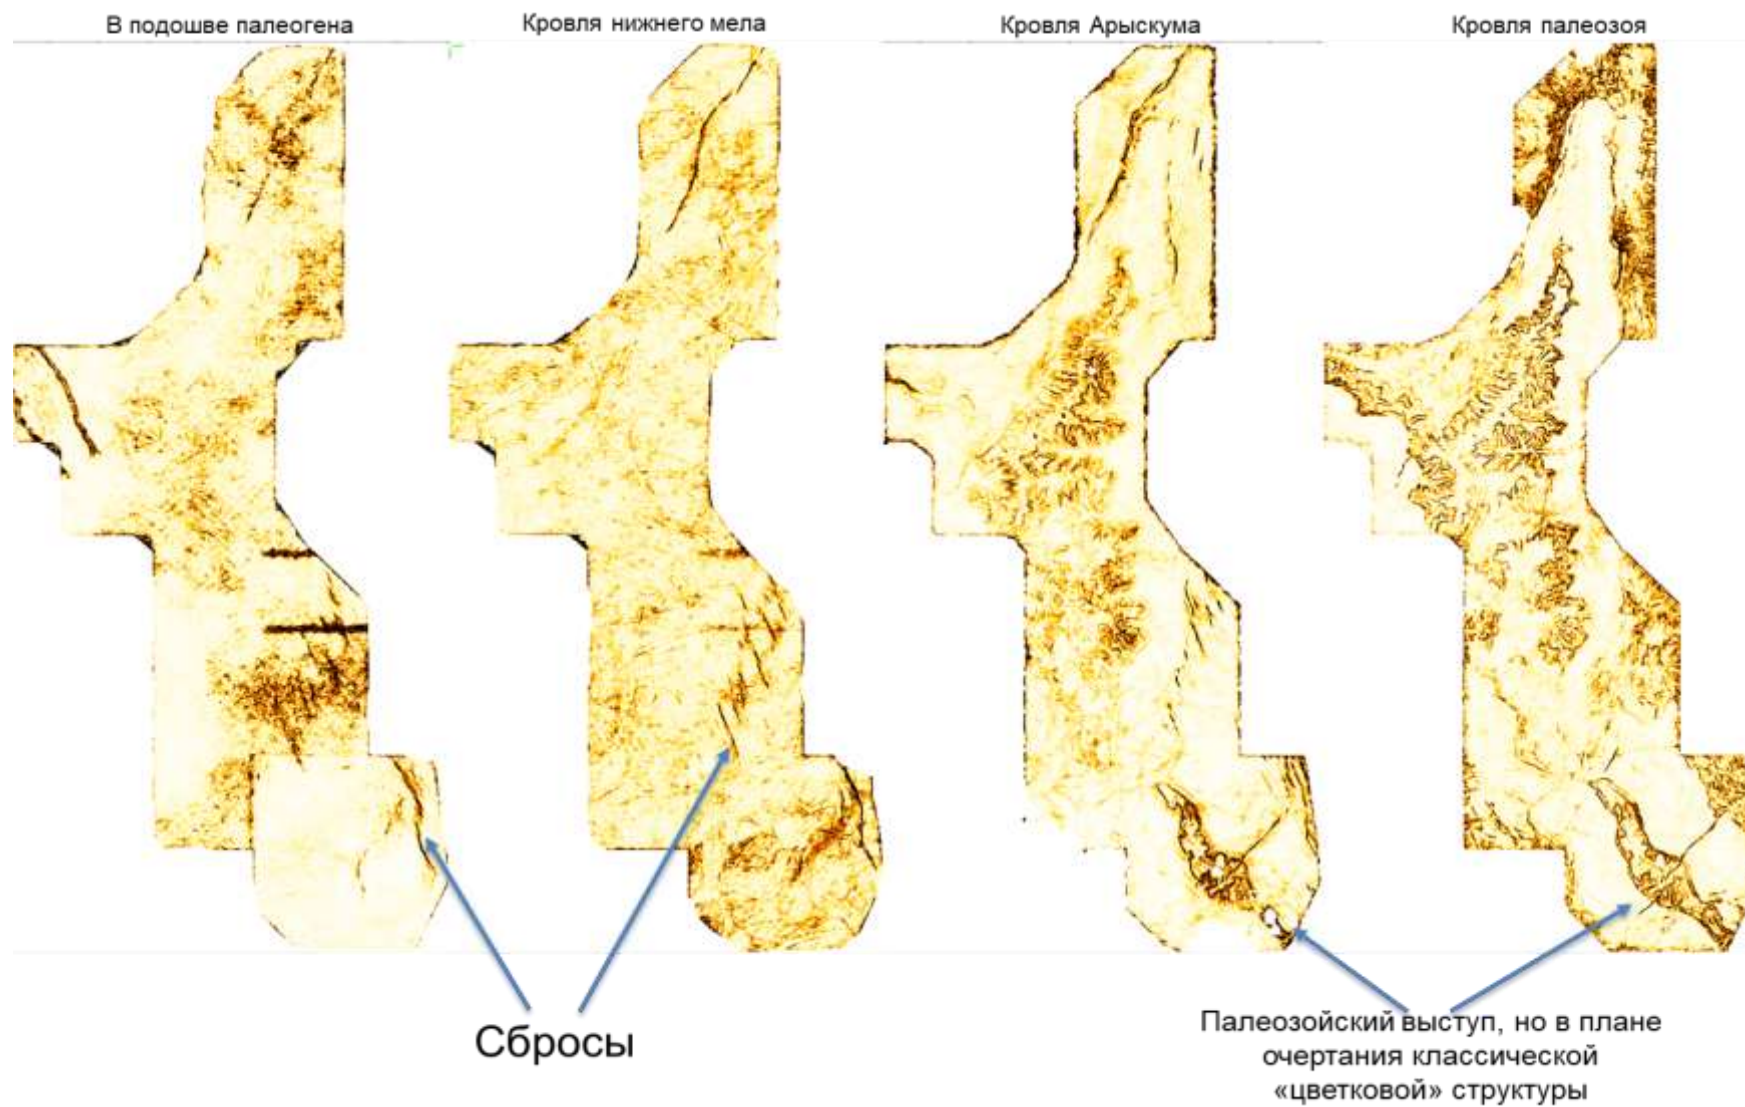 В подошве палеогена
Кровля нижнего мела
Кровля Арыскума
Кровля палеозоя
Сбросы
Палеозойский выступ, но в плане
очертания классической
«цветковой» структуры